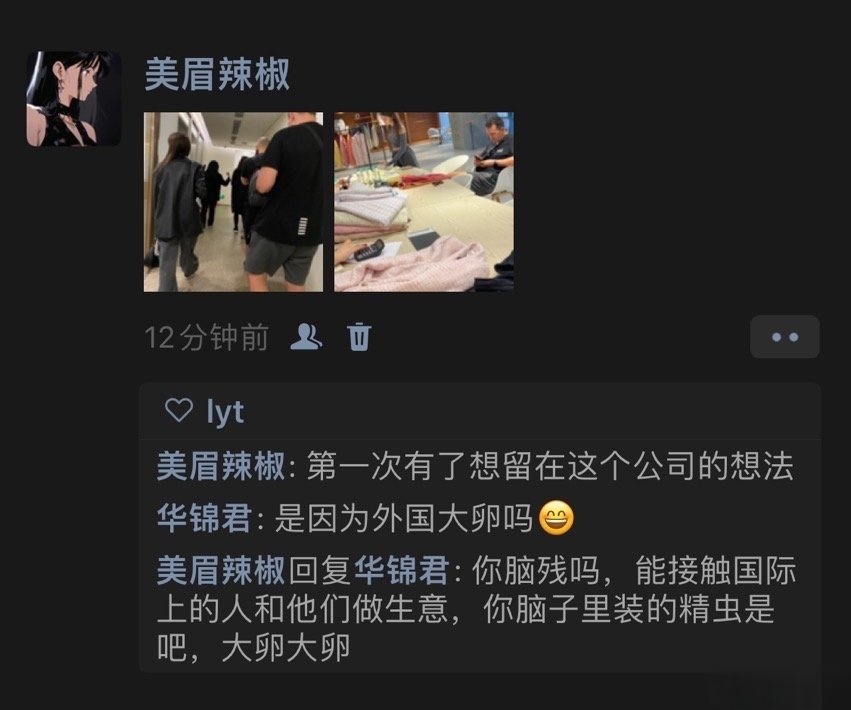 美眉辣椒
12分钟前
lyt
美眉辣椒: 第一次有了想留在这个公司的想法
华锦君: 是因为外国大卵吗😄
美眉辣椒回复华锦君: 你脑残吗，能接触国际
上的人和他们做生意，你脑子里装的精虫是
吧，大卵大卵